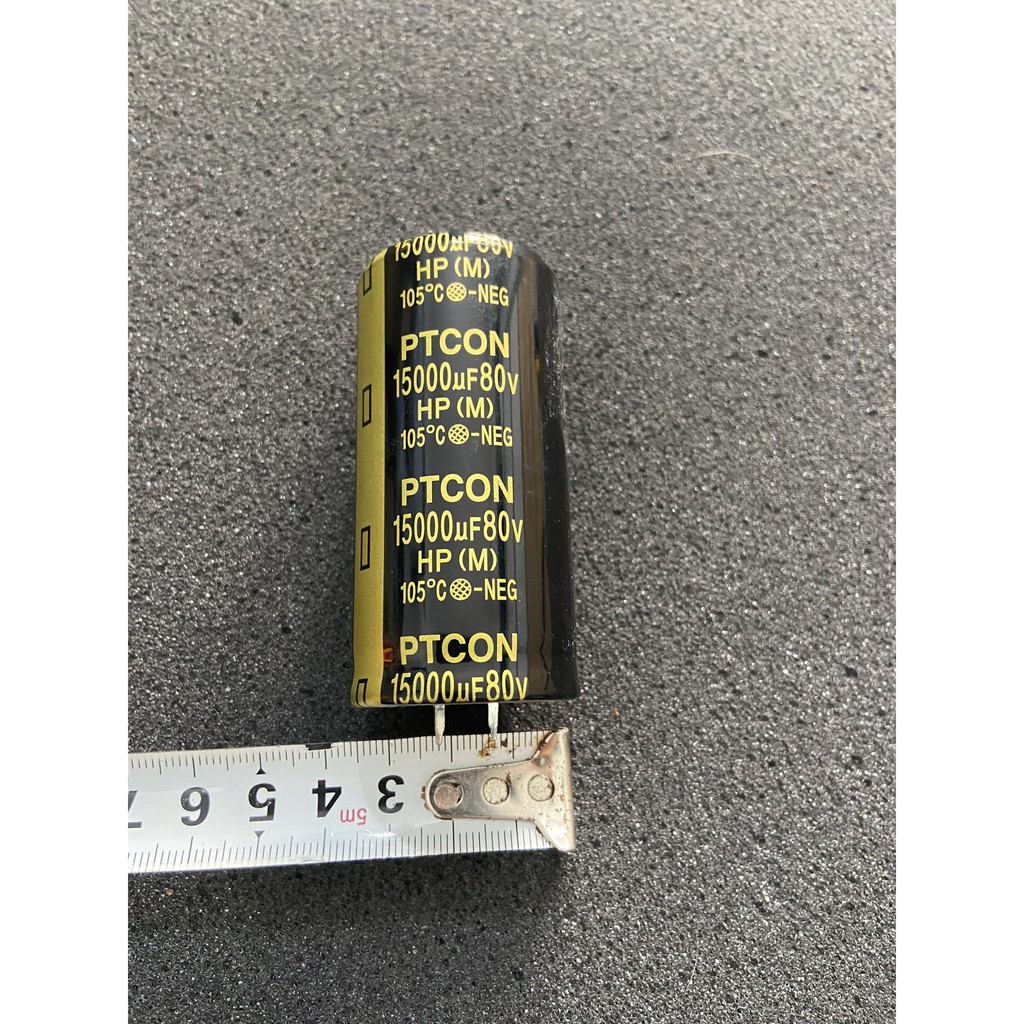 15000µF80V
HP (M)
105°C -NEG
PTCON
15000µF80V
HP (M)
105°C -NEG
PTCON
15000µF80V
HP (M)
105°C -NEG
PTCON
15000µF80V
7 6 5 4 5m 3